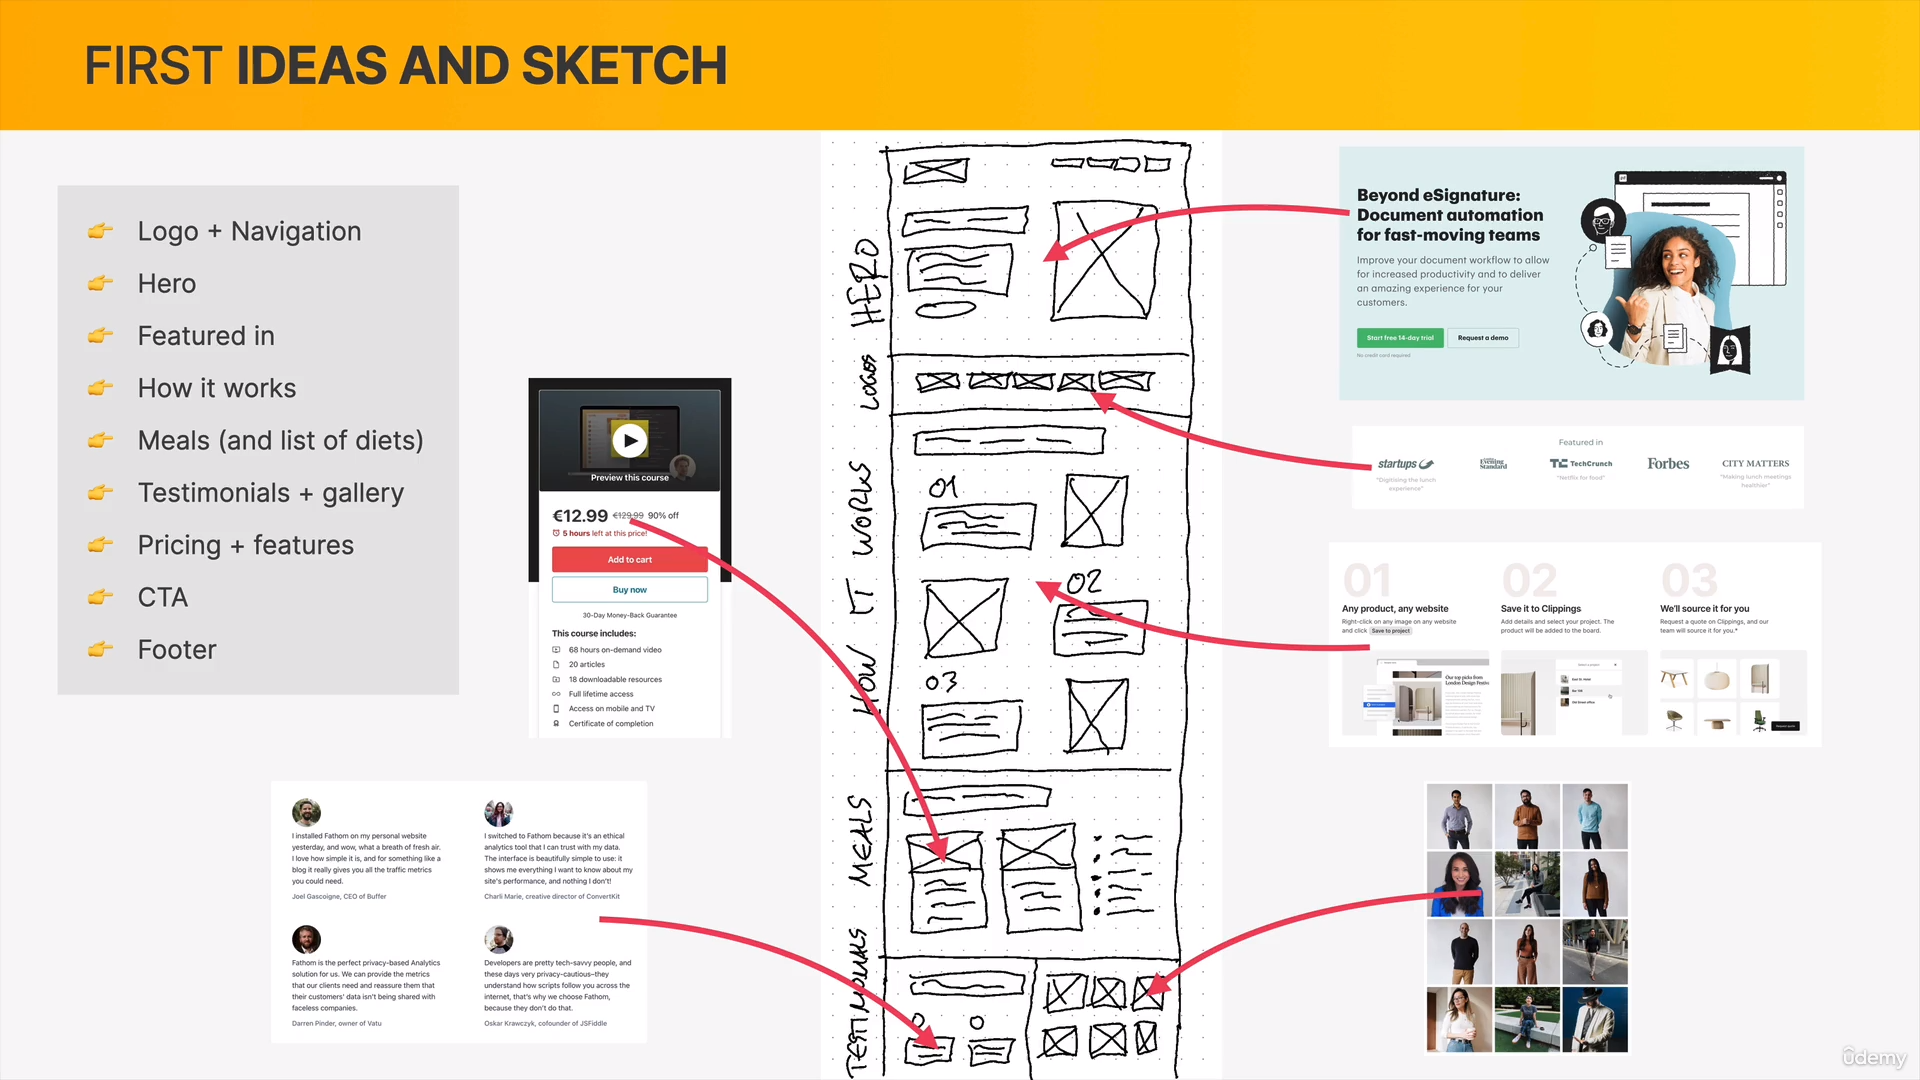 FIRST IDEAS AND SKETCH
Logo + Navigation
Hero
Featured in
How it works
Meals (and list of diets)
Testimonials + gallery
Pricing + features
CTA
Footer
Preview this course
€12.99 €129.99 90% off
5 hours left at this price!
Add to cart
Buy now
30-Day Money-Back Guarantee
This course includes:
68 hours on-demand video
20 articles
18 downloadable resources
Full lifetime access
Access on mobile and TV
Certificate of completion
I installed Fathom on my personal website
yesterday, and wow, what a breath of fresh air.
I love how simple it is, and for something like a
blog it really gives you all the traffic metrics
you could need.
Joel Gascoigne, CEO of Buffer
I switched to Fathom because it's an ethical
analytics tool that I can trust with my data.
The interface is beautifully simple to use: it
shows me everything I want to know about my
site's performance, and nothing I don't!
Charli Marie, creative director of ConvertKit
Fathom is the perfect privacy-based Analytics
solution for us. We can provide the metrics
that our clients need and reassure them that
their customers' data isn't being shared with
faceless companies.
Darren Pinder, owner of Vatu
Developers are pretty tech-savvy people, and
these days very privacy-cautious-they
understand how scripts follow you across the
internet, that's why we choose Fathom,
because they don't do that.
Oskar Krawczyk, cofounder of JSFiddle
HERO
LOGOS
HOW IT WORKS
01
02
03
MEALS
TESTIMONIALS
Beyond eSignature:
Document automation
for fast-moving teams
Improve your document workflow to allow
for increased productivity and to deliver
an amazing experience for your
customers.
Start free 14-day trial
Request a demo
No credit card required
Featured in
startups
Evening
Standard
TechCrunch
Forbes
CITY MATTERS
"Digitising the lunch
experience"
"Netflix for food"
"Making lunch meetings
healthier"
01
Any product, any website
Right-click on any image on any website
and click Save to project
02
Save it to Clippings
Add details and select your project. The
product will be added to the board.
03
We'll source it for you
Request a quote on Clippings, and our
team will source it for you.*
Our top picks from
London Design Festiv
ûdemy